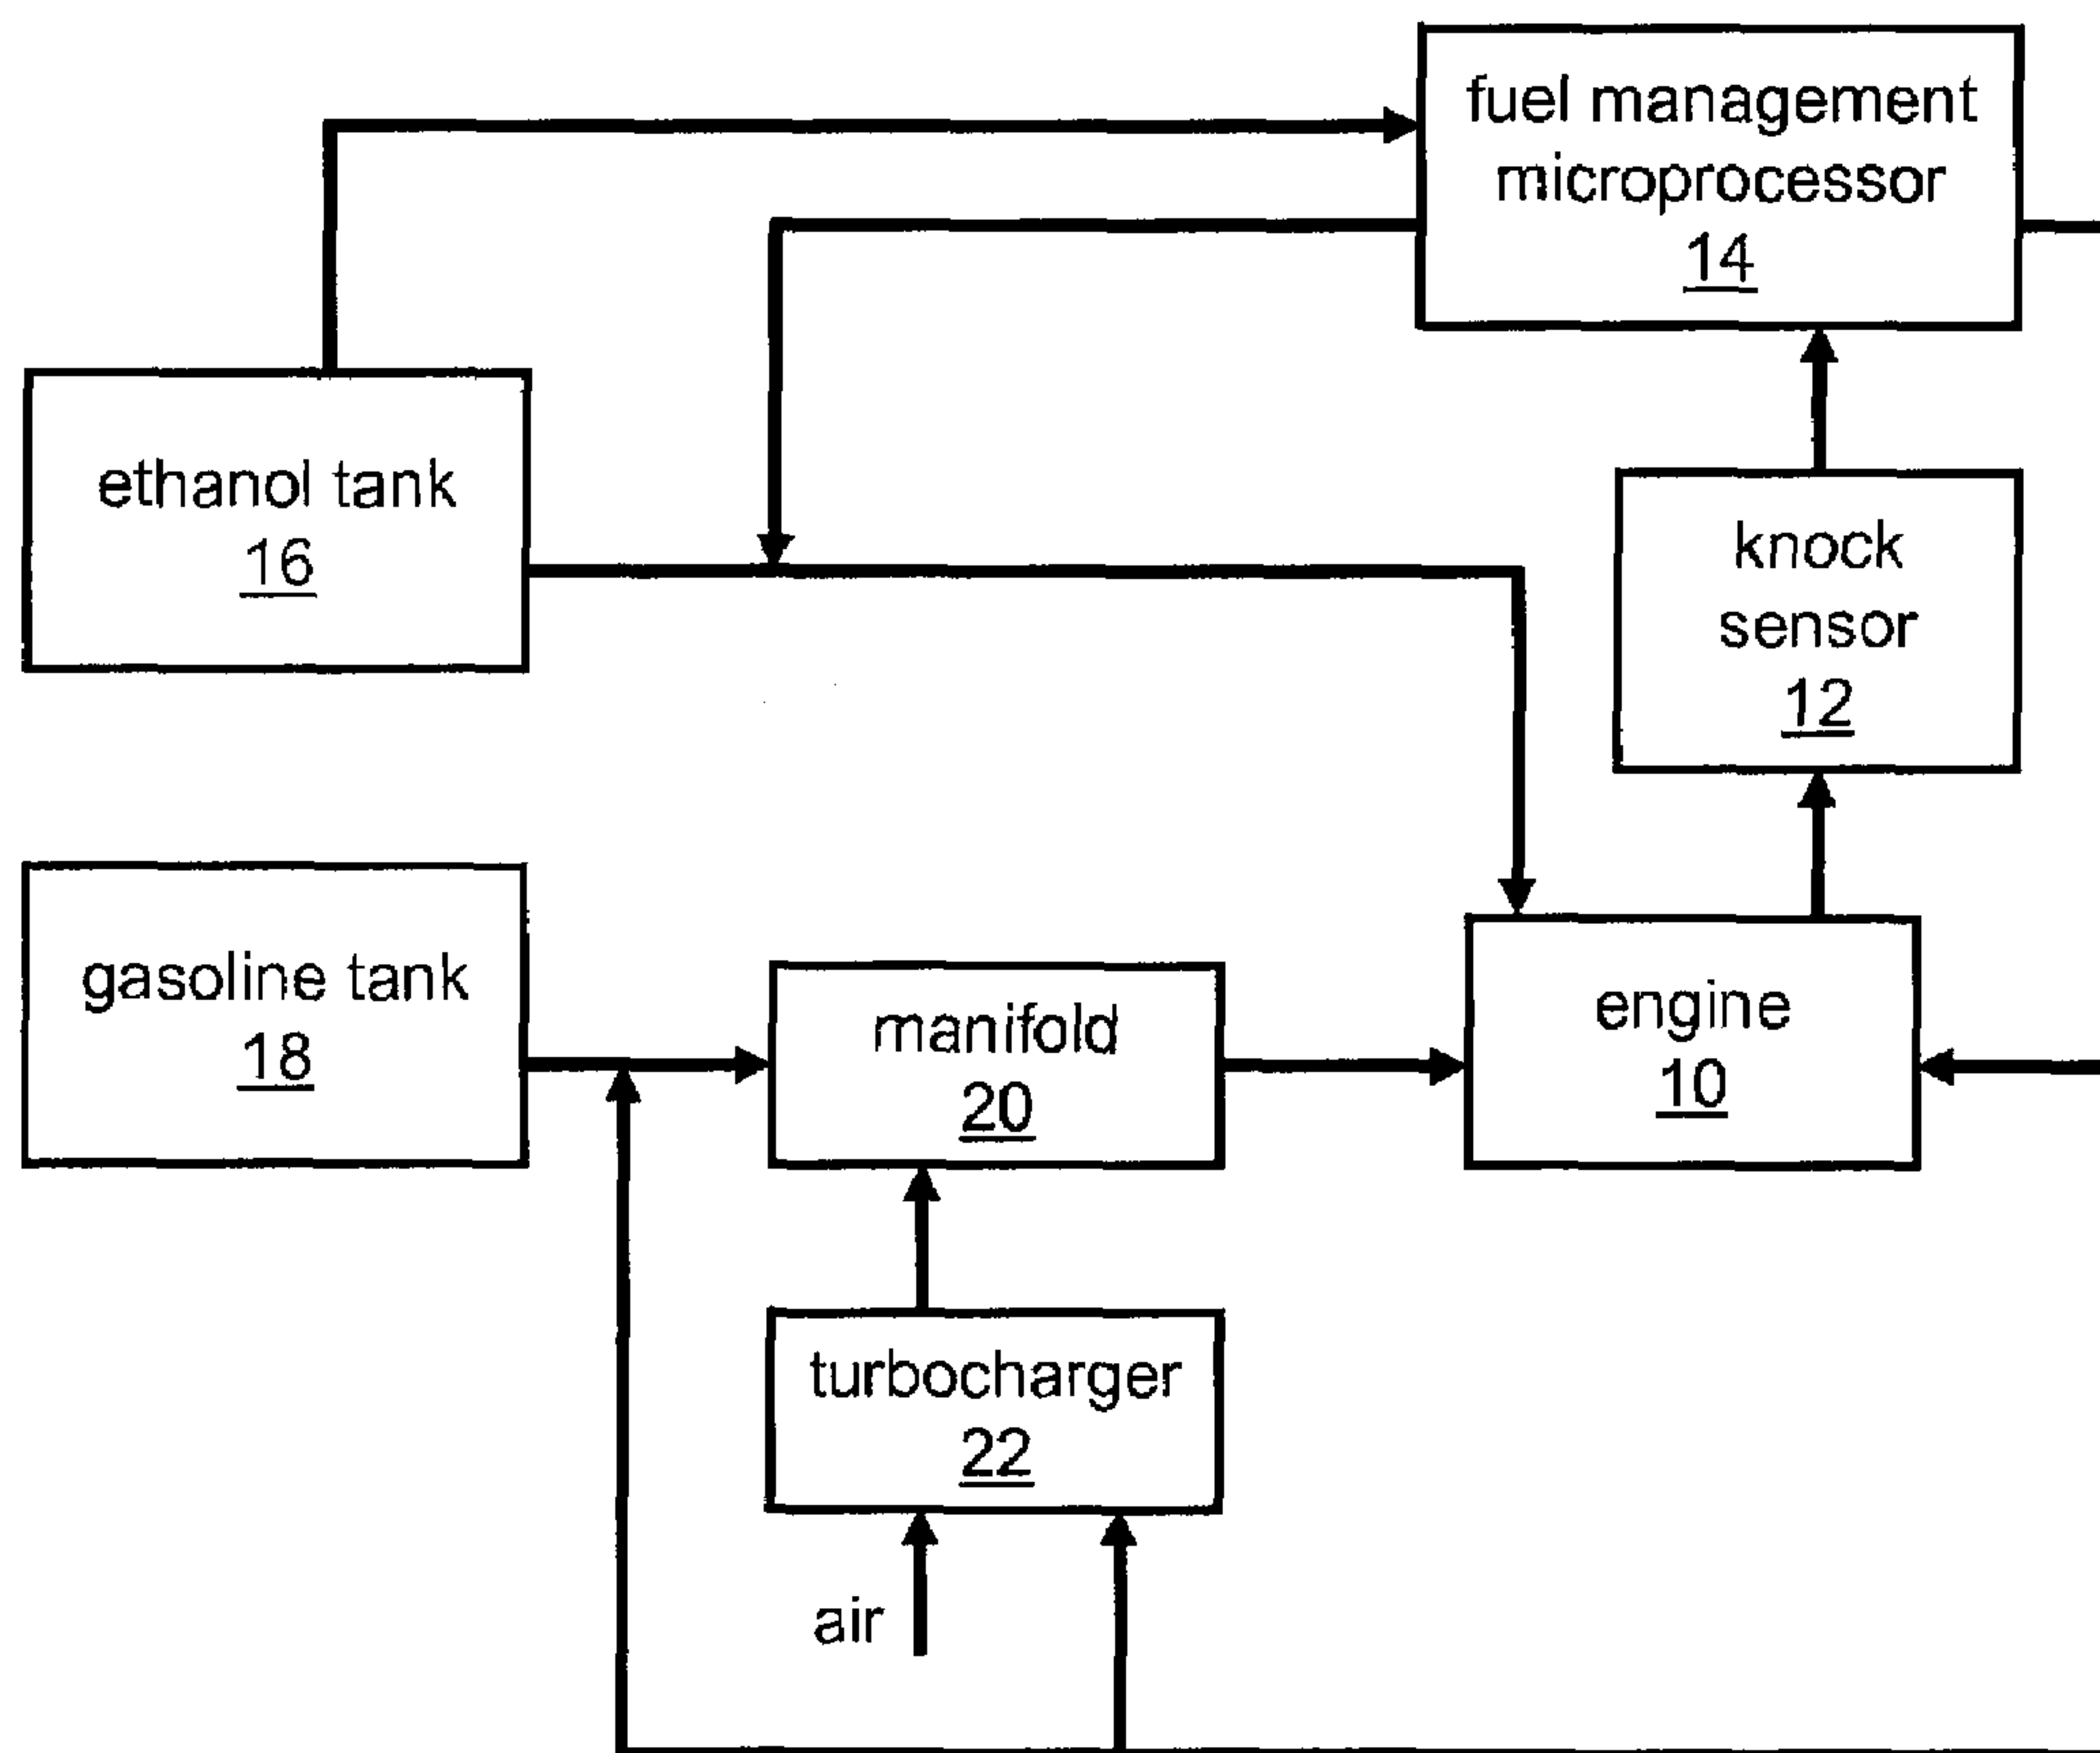 fuel management
microprocessor
14
ethanol tank
16
knock
sensor
12
gasoline tank
18
manifold
20
engine
10
turbocharger
22
air